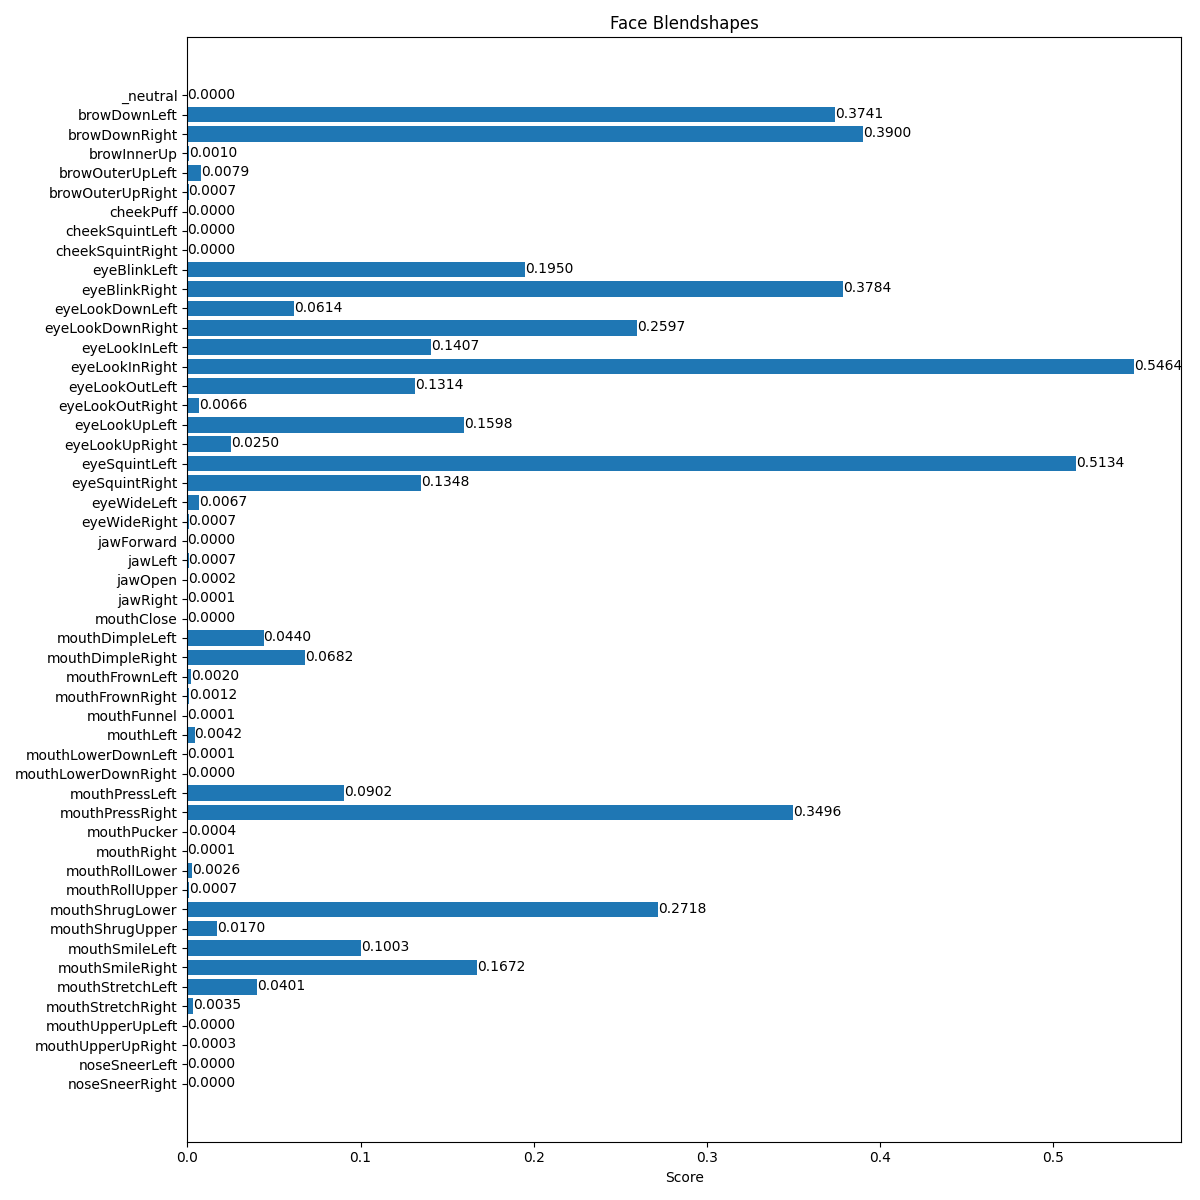 Face Blendshapes
_neutral 0.0000
browDownLeft 0.3741
browDownRight 0.3900
browInnerUp 0.0010
browOuterUpLeft 0.0079
browOuterUpRight 0.0007
cheekPuff 0.0000
cheekSquintLeft 0.0000
cheekSquintRight 0.0000
eyeBlinkLeft 0.1950
eyeBlinkRight 0.3784
eyeLookDownLeft 0.0614
eyeLookDownRight 0.2597
eyeLookInLeft 0.1407
eyeLookInRight 0.5464
eyeLookOutLeft 0.1314
eyeLookOutRight 0.0066
eyeLookUpLeft 0.1598
eyeLookUpRight 0.0250
eyeSquintLeft 0.5134
eyeSquintRight 0.1348
eyeWideLeft 0.0067
eyeWideRight 0.0007
jawForward 0.0000
jawLeft 0.0007
jawOpen 0.0002
jawRight 0.0001
mouthClose 0.0000
mouthDimpleLeft 0.0440
mouthDimpleRight 0.0682
mouthFrownLeft 0.0020
mouthFrownRight 0.0012
mouthFunnel 0.0001
mouthLeft 0.0042
mouthLowerDownLeft 0.0001
mouthLowerDownRight 0.0000
mouthPressLeft 0.0902
mouthPressRight 0.3496
mouthPucker 0.0004
mouthRight 0.0001
mouthRollLower 0.0026
mouthRollUpper 0.0007
mouthShrugLower 0.2718
mouthShrugUpper 0.0170
mouthSmileLeft 0.1003
mouthSmileRight 0.1672
mouthStretchLeft 0.0401
mouthStretchRight 0.0035
mouthUpperUpLeft 0.0000
mouthUpperUpRight 0.0003
noseSneerLeft 0.0000
noseSneerRight 0.0000
0.0 0.1 0.2 0.3 0.4 0.5
Score